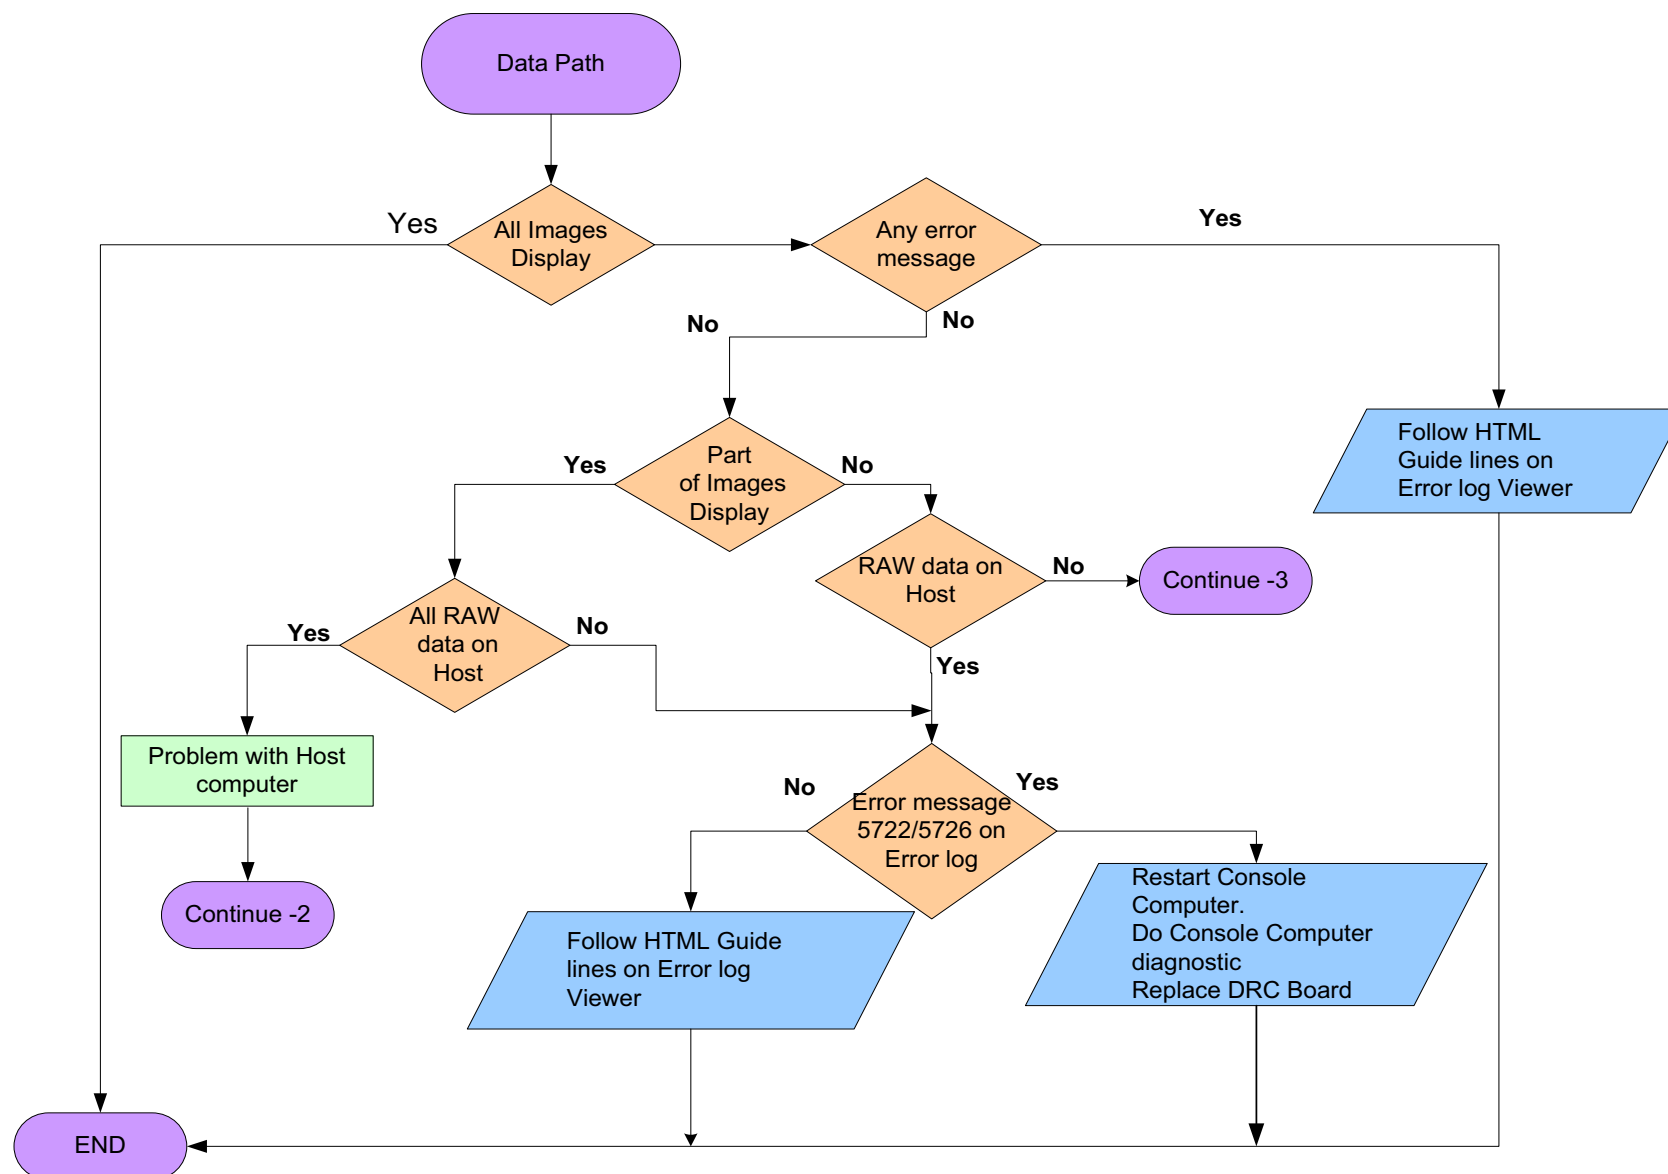 Data Path
Yes
All Images
Display
Any error
message
Yes
No
No
Part
of Images
Display
Yes
No
Follow HTML
Guide lines on
Error log Viewer
RAW data on
Host
No
Continue -3
All RAW
data on
Host
Yes
No
Yes
Problem with Host
computer
Continue -2
Error message
5722/5726 on
Error log
No
Yes
Follow HTML Guide
lines on Error log
Viewer
Restart Console
Computer.
Do Console Computer
diagnostic
Replace DRC Board
END